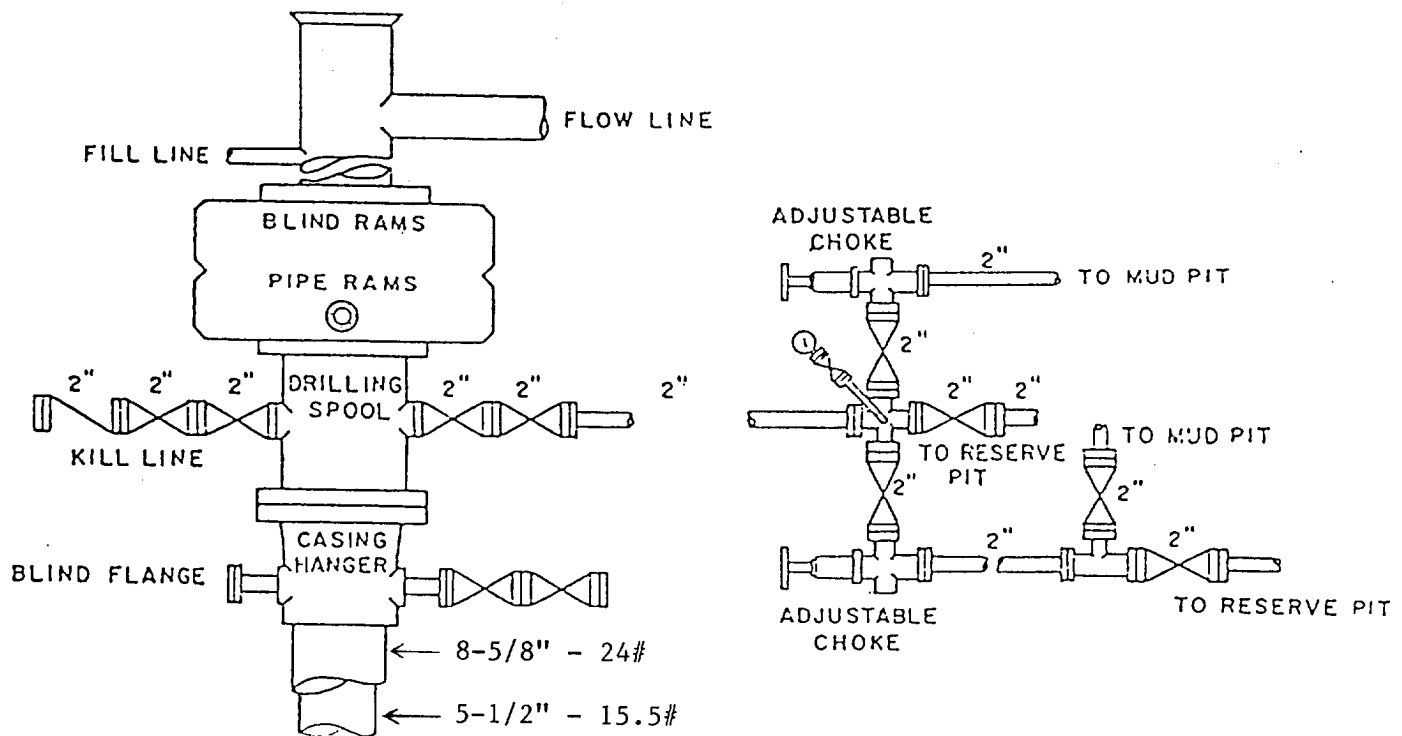 FLOW LINE
FILL LINE
BLIND RAMS
PIPE RAMS
2" 2" 2"
DRILLING
SPOOL
2" 2" 2"
KILL LINE
CASING
HANGER
BLIND FLANGE
8-5/8" - 24#
5-1/2" - 15.5#
ADJUSTABLE
CHOKE
2"
TO MUD PIT
2"
2" 2"
TO RESERVE
PIT
TO MUD PIT
2"
2"
2"
2"
ADJUSTABLE
CHOKE
TO RESERVE PIT